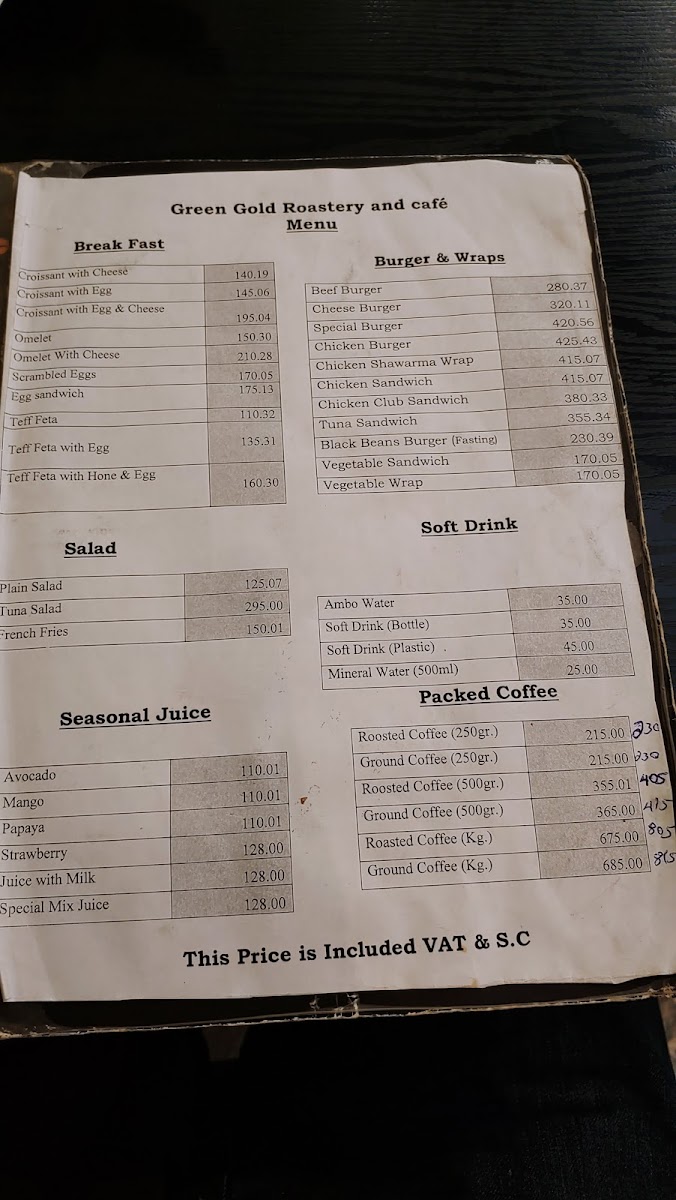 Green Gold Roastery and café
Menu
Break Fast
Croissant with Cheese 140.19
Croissant with Egg 145.06
Croissant with Egg & Cheese 195.04
Omelet 150.30
Omelet With Cheese 210.28
Scrambled Eggs 170.05
Egg sandwich 175.13
Teff Feta 110.32
Teff Feta with Egg 135.31
Teff Feta with Hone & Egg 160.30
Salad
Plain Salad 125.07
Tuna Salad 295.00
French Fries 150.01
Seasonal Juice
Avocado 110.01
Mango 110.01
Papaya 110.01
Strawberry 128.00
Juice with Milk 128.00
Special Mix Juice 128.00
Burger & Wraps
Beef Burger 280.37
Cheese Burger 320.11
Special Burger 420.56
Chicken Burger 425.43
Chicken Shawarma Wrap 415.07
Chicken Sandwich 415.07
Chicken Club Sandwich 380.33
Tuna Sandwich 355.34
Black Beans Burger (Fasting) 230.39
Vegetable Sandwich 170.05
Vegetable Wrap 170.05
Soft Drink
Ambo Water 35.00
Soft Drink (Bottle) 35.00
Soft Drink (Plastic) . 45.00
Mineral Water (500ml) 25.00
Packed Coffee
Roosted Coffee (250gr.) 215.00 230
Ground Coffee (250gr.) 215.00 230
Roosted Coffee (500gr.) 355.01 405
Ground Coffee (500gr.) 365.00 415
Roasted Coffee (Kg.) 675.00 805
Ground Coffee (Kg.) 685.00 815
This Price is Included VAT & S.C